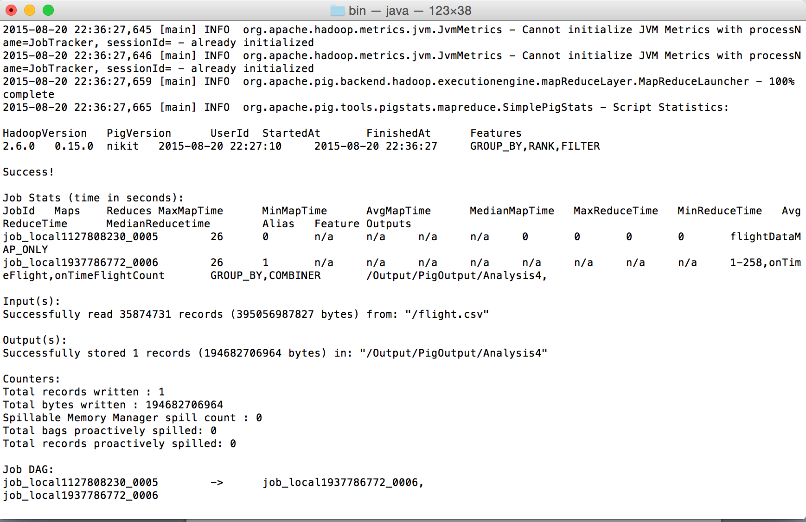 bin — java — 123×38
2015-08-20 22:36:27,645 [main] INFO  org.apache.hadoop.metrics.jvm.JvmMetrics - Cannot initialize JVM Metrics with processN
ame=JobTracker, sessionId= - already initialized
2015-08-20 22:36:27,646 [main] INFO  org.apache.hadoop.metrics.jvm.JvmMetrics - Cannot initialize JVM Metrics with processN
ame=JobTracker, sessionId= - already initialized
2015-08-20 22:36:27,659 [main] INFO  org.apache.pig.backend.hadoop.executionengine.mapReduceLayer.MapReduceLauncher - 100%
complete
2015-08-20 22:36:27,665 [main] INFO  org.apache.pig.tools.pigstats.mapreduce.SimplePigStats - Script Statistics:
HadoopVersion   PigVersion      UserId  StartedAt       FinishedAt      Features
2.6.0   0.15.0  nikit   2015-08-20 22:27:10     2015-08-20 22:36:27     GROUP_BY,RANK,FILTER
Success!
Job Stats (time in seconds):
JobId   Maps    Reduces MaxMapTime      MinMapTime      AvgMapTime      MedianMapTime   MaxReduceTime   MinReduceTime   Avg
ReduceTime      MedianReducetime        Alias   Feature Outputs
job_local1127808230_0005        26      0       n/a     n/a     n/a     n/a     0       0       0       0       flightDataM
AP_ONLY
job_local1937786772_0006        26      1       n/a     n/a     n/a     n/a     n/a     n/a     n/a     n/a     1-258,onTim
eFlight,onTimeFlightCount       GROUP_BY,COMBINER       /Output/PigOutput/Analysis4,
Input(s):
Successfully read 35874731 records (395056987827 bytes) from: "/flight.csv"
Output(s):
Successfully stored 1 records (194682706964 bytes) in: "/Output/PigOutput/Analysis4"
Counters:
Total records written : 1
Total bytes written : 194682706964
Spillable Memory Manager spill count : 0
Total bags proactively spilled: 0
Total records proactively spilled: 0
Job DAG:
job_local1127808230_0005        ->      job_local1937786772_0006,
job_local1937786772_0006